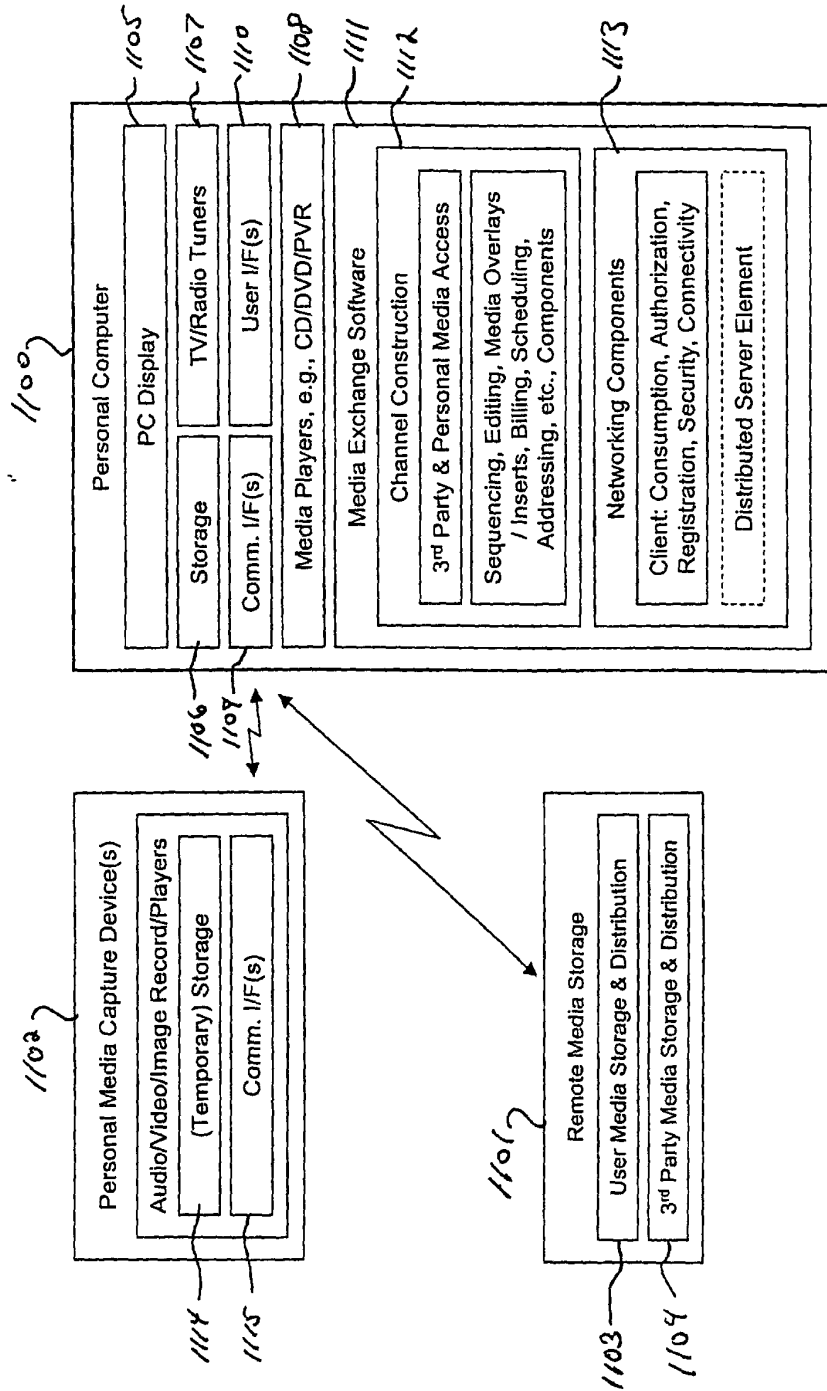 1100
Personal Computer
PC Display
1105
Storage
1106
TV/Radio Tuners
1107
Comm. I/F(s)
1109
User I/F(s)
1110
Media Players, e.g., CD/DVD/PVR
1108
Media Exchange Software
1111
Channel Construction
1112
3rd Party & Personal Media Access
Sequencing, Editing, Media Overlays
/ Inserts, Billing, Scheduling,
Addressing, etc., Components
Networking Components
1113
Client: Consumption, Authorization,
Registration, Security, Connectivity
Distributed Server Element
1102
Personal Media Capture Device(s)
Audio/Video/Image Record/Players
(Temporary) Storage
1114
Comm. I/F(s)
1115
1101
Remote Media Storage
User Media Storage & Distribution
1103
3rd Party Media Storage & Distribution
1104